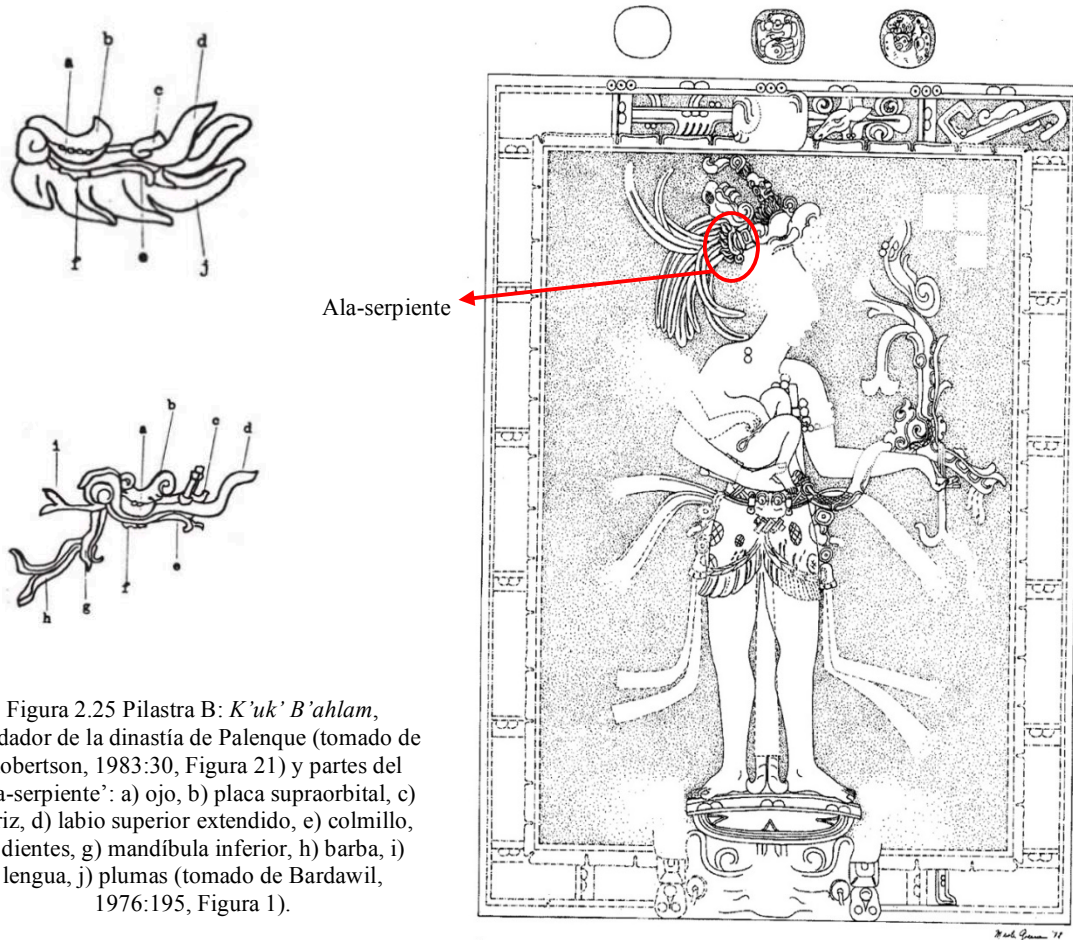 b
a
c
d
f
e
j
Ala-serpiente
b
a
c
d
i
f
e
g
h
Figura 2.25 Pilastra B: K’uk’ B’ahlam,
dador de la dinastía de Palenque (tomado de
obertson, 1983:30, Figura 21) y partes del
a-serpiente’: a) ojo, b) placa supraorbital, c)
riz, d) labio superior extendido, e) colmillo,
dientes, g) mandíbula inferior, h) barba, i)
lengua, j) plumas (tomado de Bardawil,
1976:195, Figura 1).